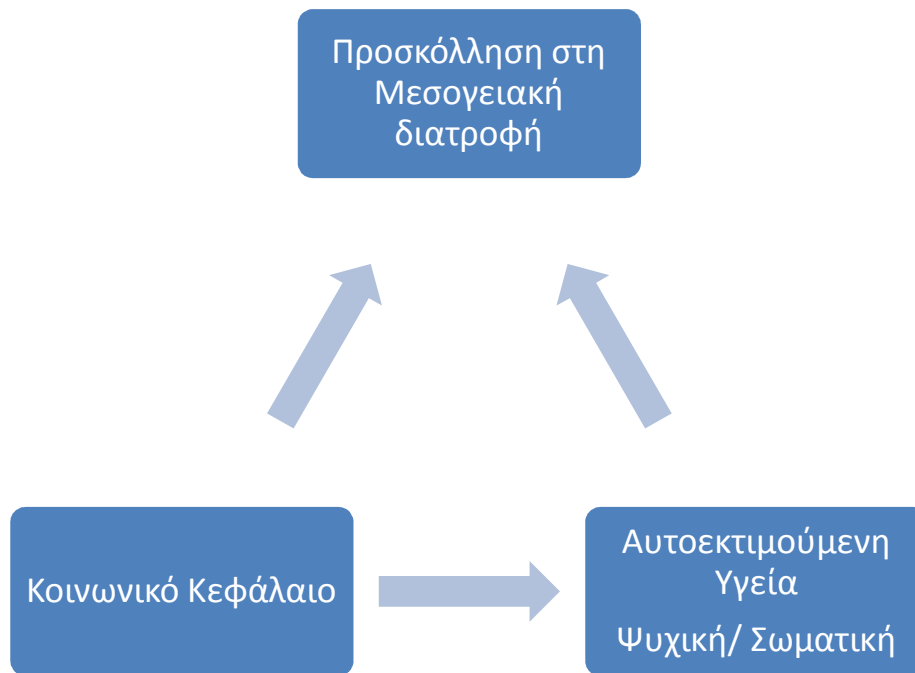 Προσκόλληση στη
Μεσογειακή
διατροφή
Κοινωνικό Κεφάλαιο
Αυτοεκτιμούμενη
Υγεία
Ψυχική/ Σωματική